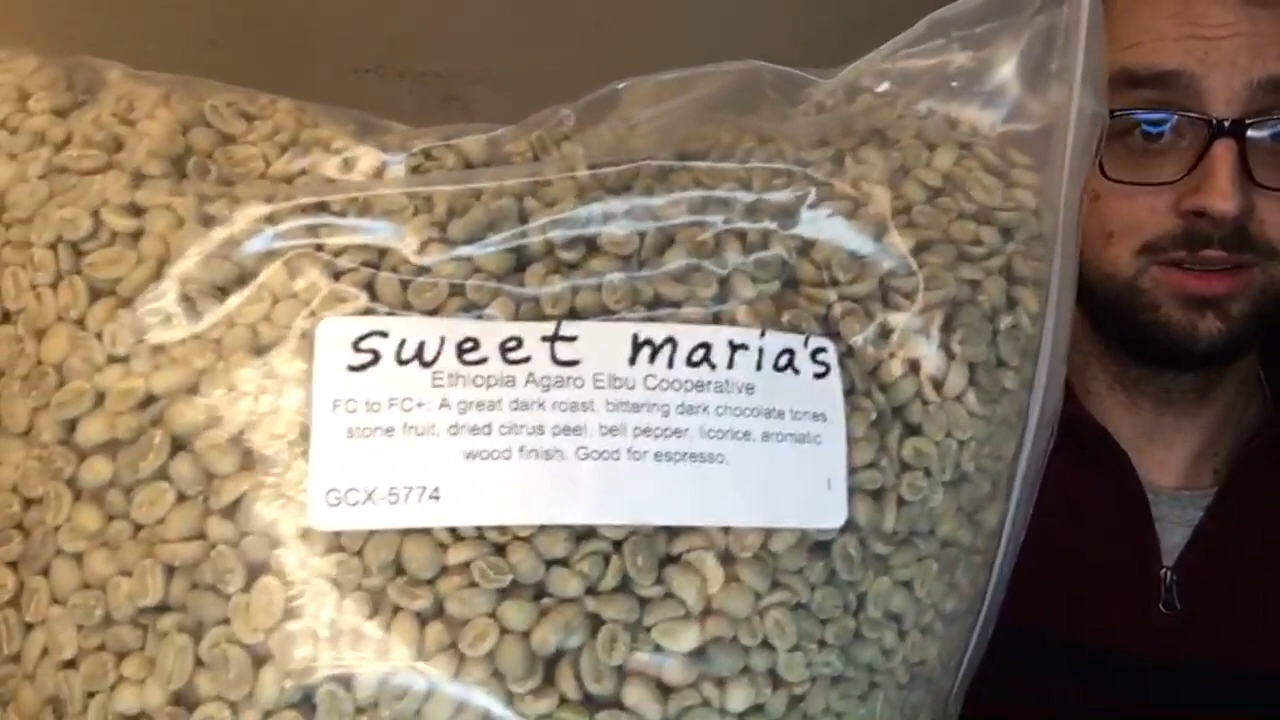 sweet maria's
Ethiopia Agaro Elbu Cooperative
FC to FC+: A great dark roast, bittering dark chocolate tones,
stone fruit, dried citrus peel, bell pepper, licorice, aromatic
wood finish. Good for espresso.
GCX-5774